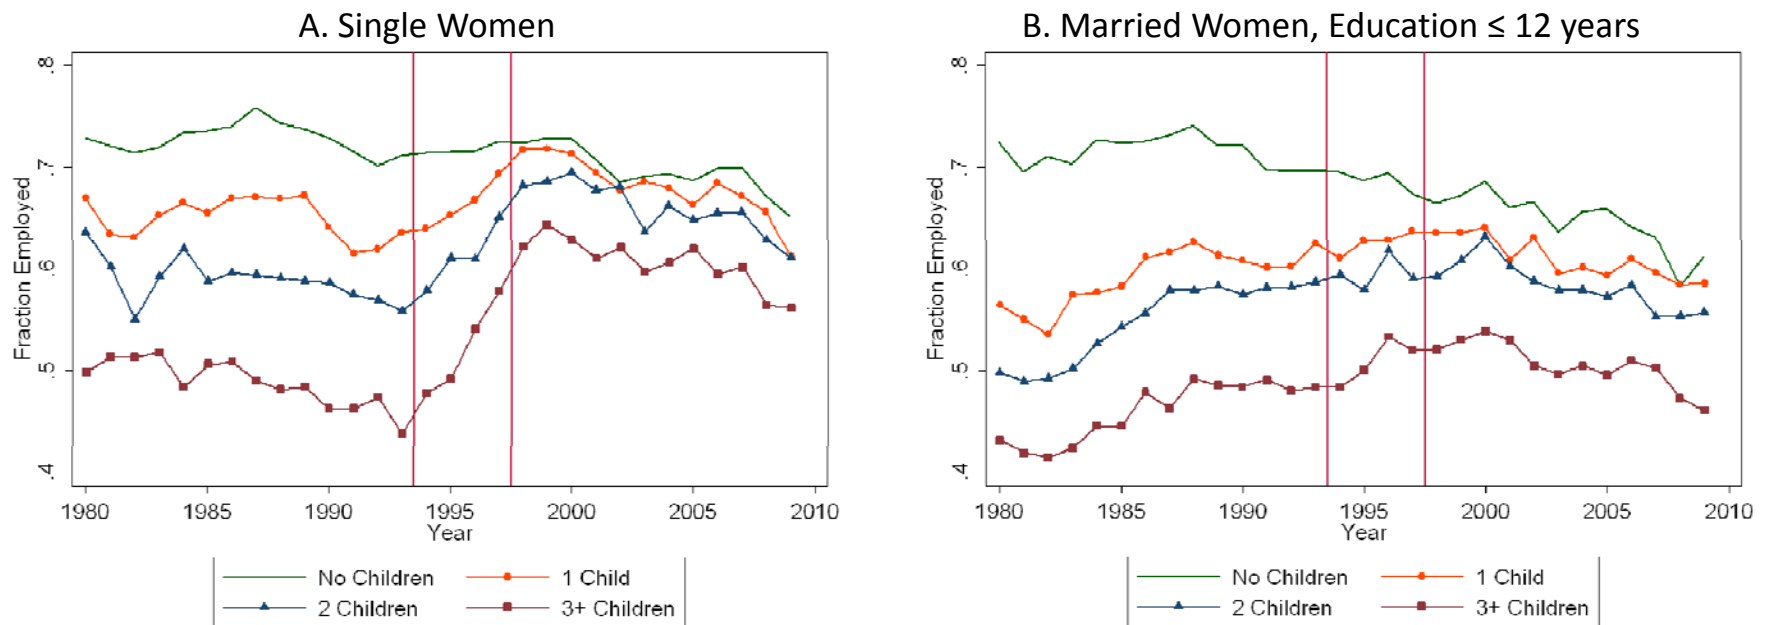 A. Single Women
.8
.7
.6
.5
.4
Fraction Employed
1980 1985 1990 1995 2000 2005 2010
Year
No Children 1 Child
2 Children 3+ Children
B. Married Women, Education ≤ 12 years
.8
.7
.6
.5
.4
Fraction Employed
1980 1985 1990 1995 2000 2005 2010
Year
No Children 1 Child
2 Children 3+ Children